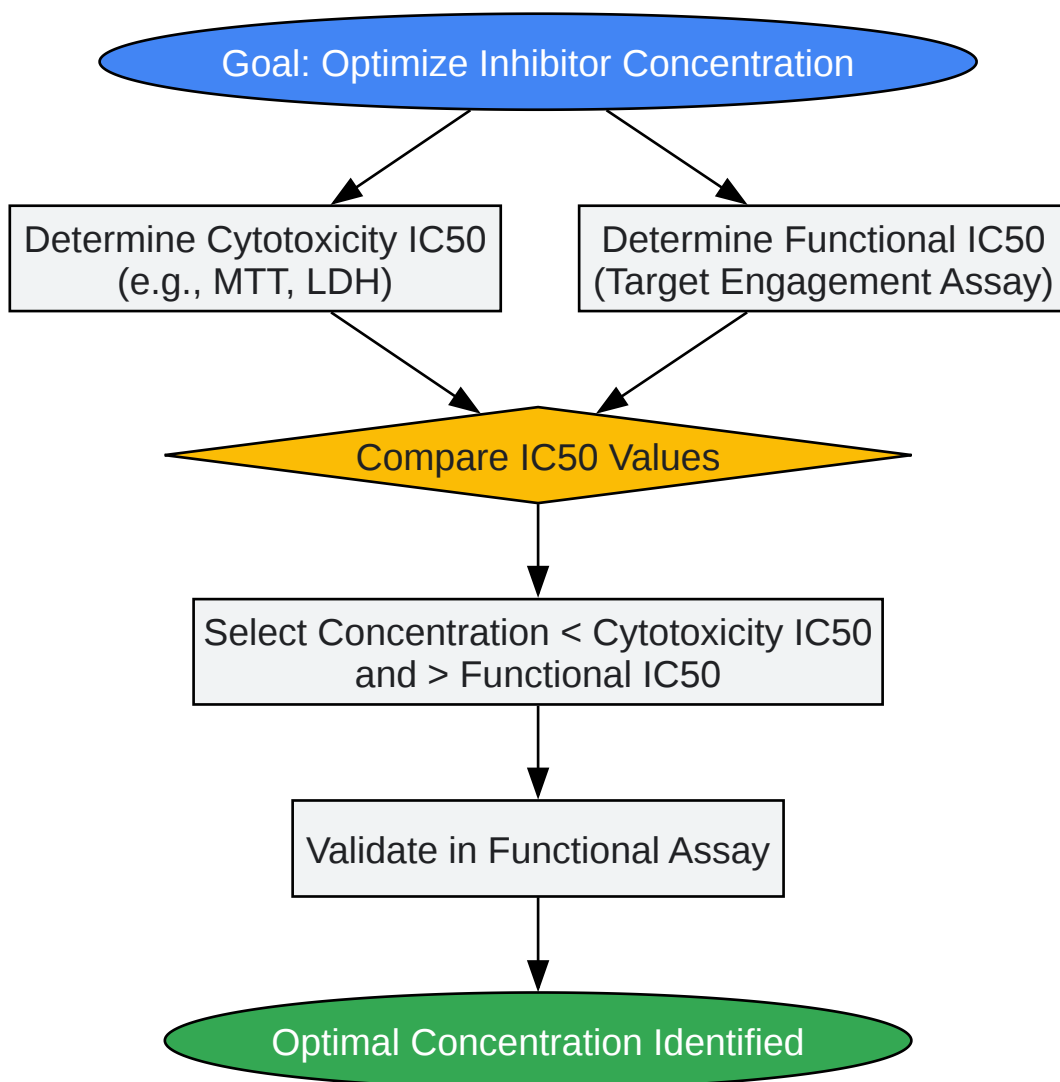 Goal: Optimize Inhibitor Concentration
Determine Cytotoxicity IC50
(e.g., MTT, LDH)
Determine Functional IC50
(Target Engagement Assay)
Compare IC50 Values
Select Concentration < Cytotoxicity IC50
and > Functional IC50
Validate in Functional Assay
Optimal Concentration Identified